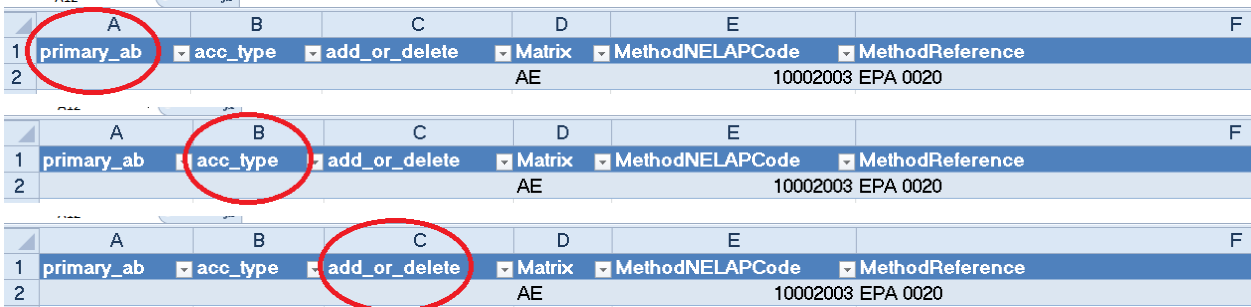 A B C D E F
1 primary_ab acc_type add_or_delete Matrix MethodNELAPCode MethodReference
2 AE 10002003 EPA 0020
A B C D E F
1 primary_ab acc_type add_or_delete Matrix MethodNELAPCode MethodReference
2 AE 10002003 EPA 0020
A B C D E F
1 primary_ab acc_type add_or_delete Matrix MethodNELAPCode MethodReference
2 AE 10002003 EPA 0020